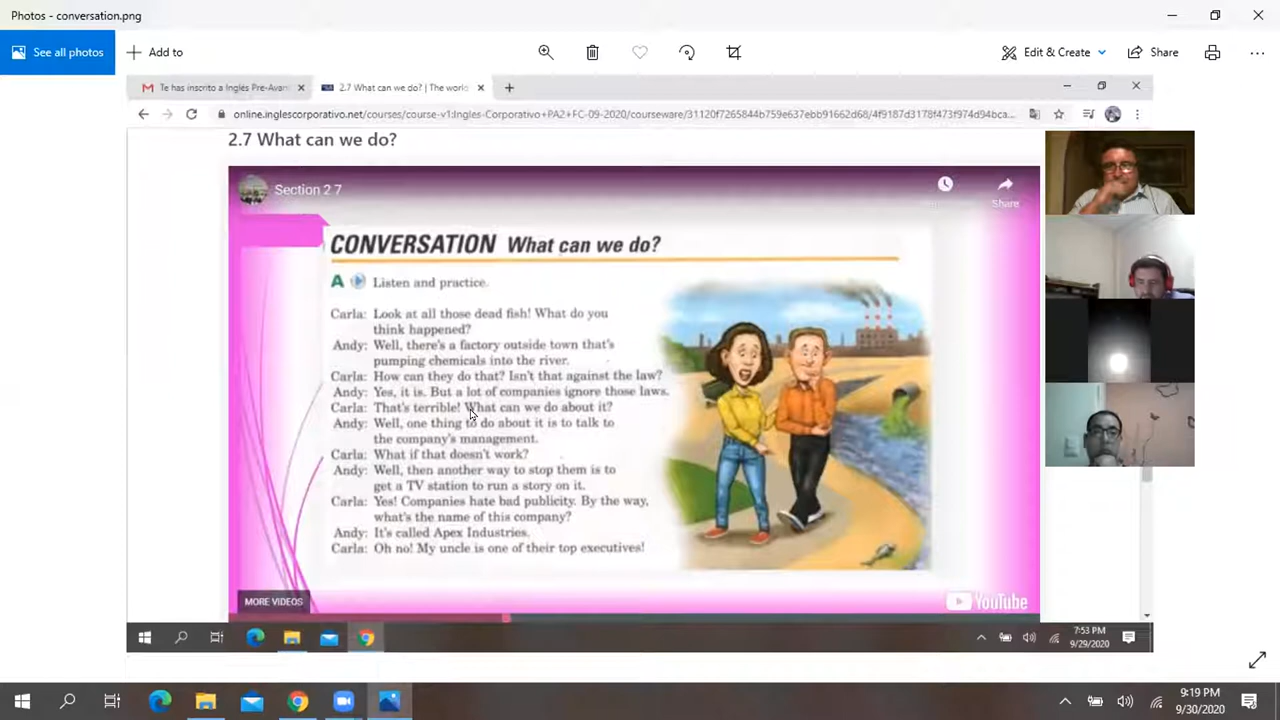 Photos - conversation.png
See all photos
Add to
Edit & Create
Share
Te has inscrito a Inglés Pre-Avan
2.7 What can we do? | The world
online.inglescorporativo.net/courses/course-v1:Ingles-Corporativo+PA2+FC-09-2020/courseware/31120f7265844b759e637ebb91662d68/4f9187d3178f473f974d94bca...
2.7 What can we do?
Section 2 7
Share
CONVERSATION What can we do?
A Listen and practice.
Carla: Look at all those dead fish! What do you
think happened?
Andy: Well, there's a factory outside town that's
pumping chemicals into the river.
Carla: How can they do that? Isn't that against the law?
Andy: Yes, it is. But a lot of companies ignore those laws.
Carla: That's terrible! What can we do about it?
Andy: Well, one thing to do about it is to talk to
the company's management.
Carla: What if that doesn't work?
Andy: Well, then another way to stop them is to
get a TV station to run a story on it.
Carla: Yes! Companies hate bad publicity. By the way,
what's the name of this company?
Andy: It's called Apex Industries.
Carla: Oh no! My uncle is one of their top executives!
MORE VIDEOS
YouTube
7:53 PM
9/29/2020
9:19 PM
9/30/2020